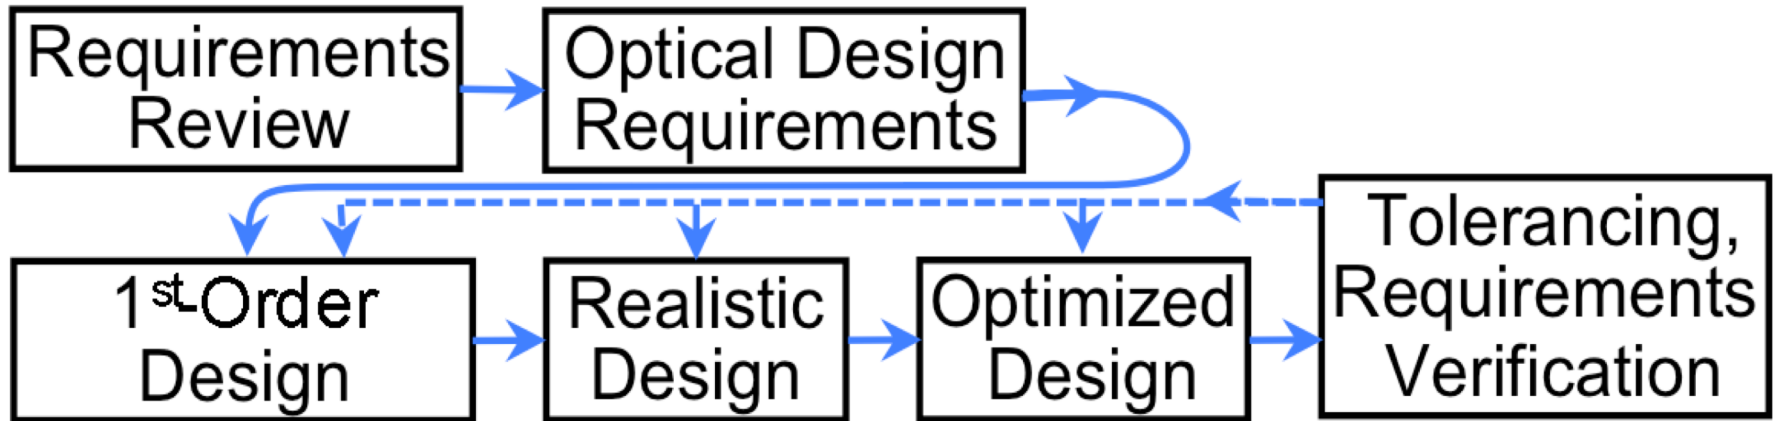 Requirements
Review
Optical Design
Requirements
1st-Order
Design
Realistic
Design
Optimized
Design
Tolerancing,
Requirements
Verification